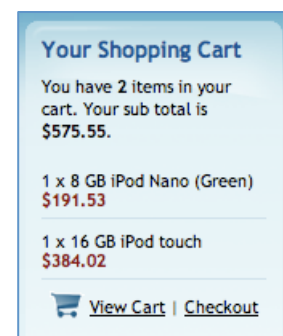 Your Shopping Cart
You have 2 items in your
cart. Your sub total is
$575.55.
1 x 8 GB iPod Nano (Green)
$191.53
1 x 16 GB iPod touch
$384.02
View Cart | Checkout